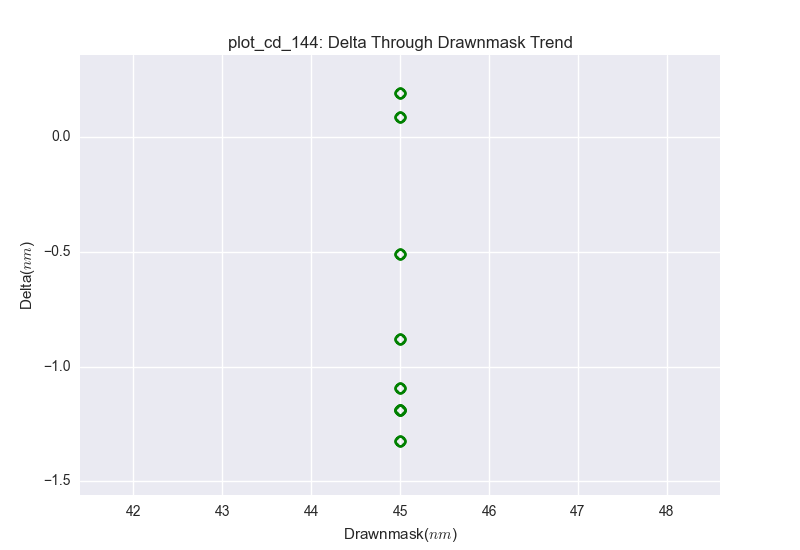 plot_cd_144: Delta Through Drawnmask Trend
0.0
−0.5
−1.0
−1.5
Delta(nm)
42 43 44 45 46 47 48
Drawnmask(nm)